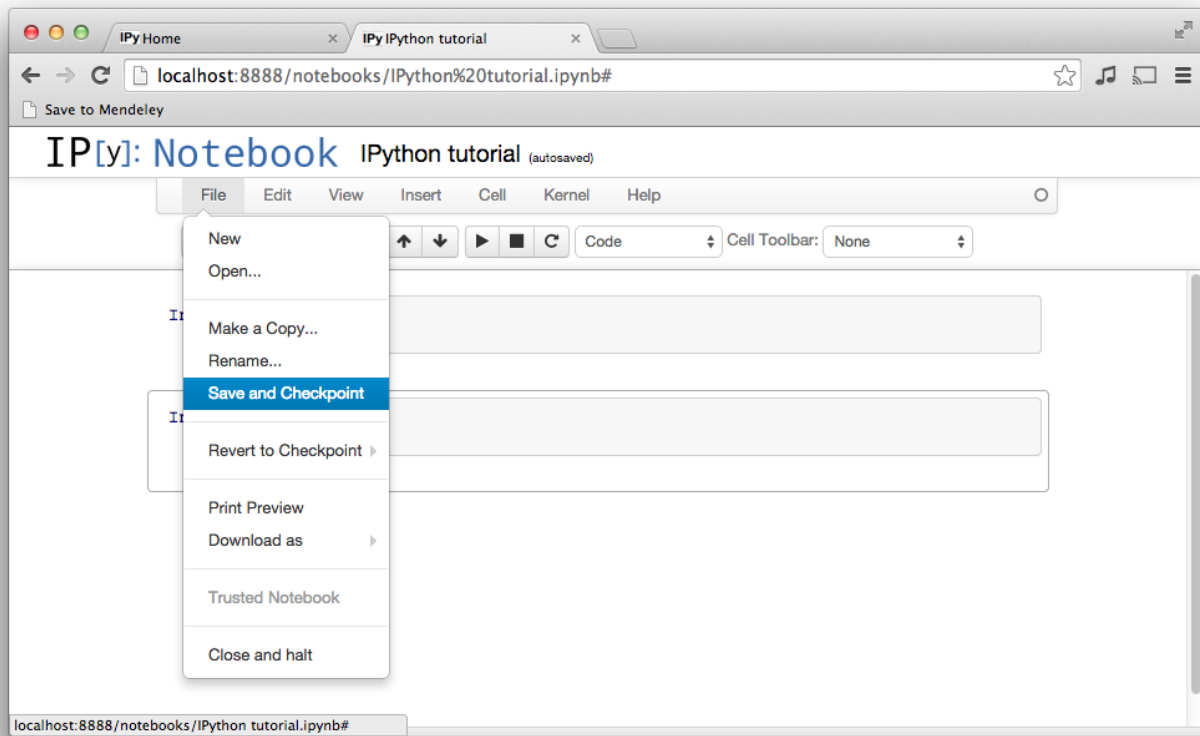 IPy Home
IPy IPython tutorial
localhost:8888/notebooks/IPython%20tutorial.ipynb#
Save to Mendeley
IP[y]: Notebook IPython tutorial (autosaved)
File Edit View Insert Cell Kernel Help
Code Cell Toolbar: None
New
Open...
Make a Copy...
Rename...
Save and Checkpoint
Revert to Checkpoint
Print Preview
Download as
Trusted Notebook
Close and halt
localhost:8888/notebooks/IPython tutorial.ipynb#